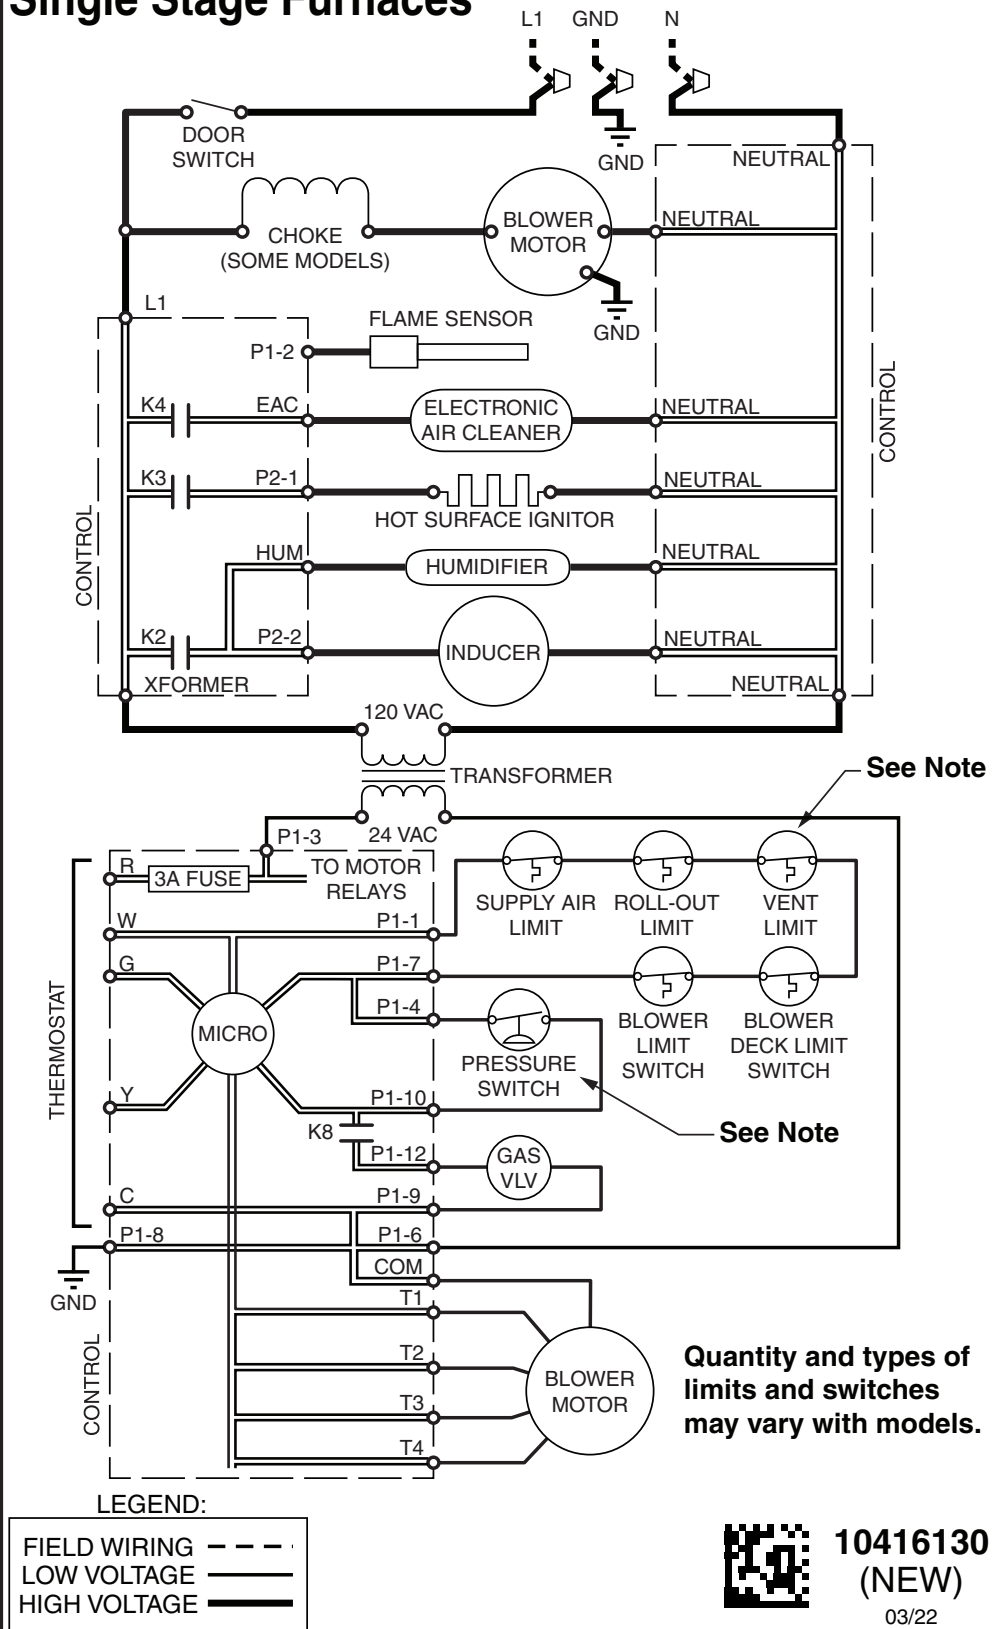 Single Stage Furnaces
L1 GND N
DOOR
SWITCH
GND
NEUTRAL
CHOKE
(SOME MODELS)
BLOWER
MOTOR
NEUTRAL
GND
L1
FLAME SENSOR
P1-2
K4 EAC
ELECTRONIC
AIR CLEANER
NEUTRAL
CONTROL
K3 P2-1
HOT SURFACE IGNITOR
NEUTRAL
CONTROL
HUM
HUMIDIFIER
NEUTRAL
K2 P2-2
INDUCER
NEUTRAL
XFORMER
NEUTRAL
120 VAC
TRANSFORMER
24 VAC
See Note
P1-3
R
3A FUSE
TO MOTOR
RELAYS
SUPPLY AIR
LIMIT
ROLL-OUT
LIMIT
VENT
LIMIT
W P1-1
G P1-7
P1-4
MICRO
THERMOSTAT
PRESSURE
SWITCH
BLOWER
LIMIT
SWITCH
BLOWER
DECK LIMIT
SWITCH
Y P1-10
See Note
K8
P1-12
GAS
VLV
C P1-9
P1-8 P1-6
GND
COM
T1
T2
T3
T4
CONTROL
BLOWER
MOTOR
Quantity and types of
limits and switches
may vary with models.
LEGEND:
FIELD WIRING
LOW VOLTAGE
HIGH VOLTAGE
10416130
(NEW)
03/22